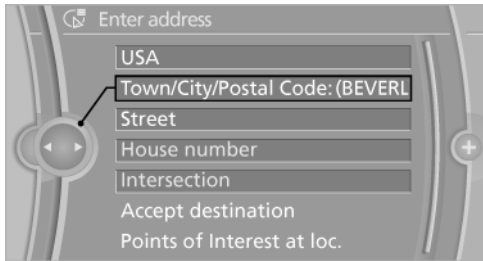 Enter address
USA
Town/City/Postal Code: (BEVERL
Street
House number
Intersection
Accept destination
Points of Interest at loc.